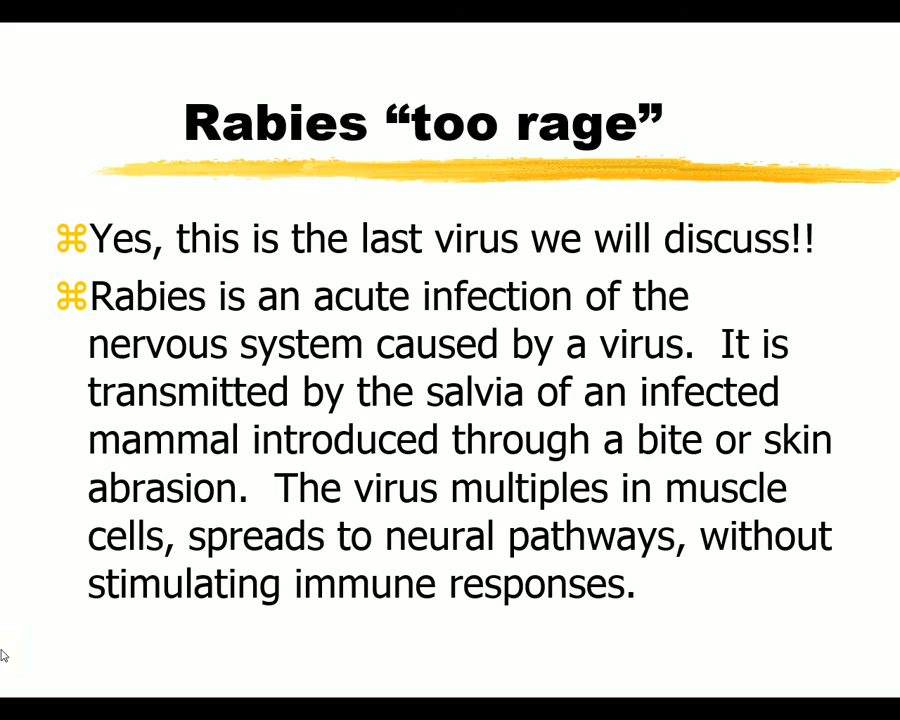 Rabies “too rage”
⌘Yes, this is the last virus we will discuss!!
⌘Rabies is an acute infection of the
nervous system caused by a virus.  It is
transmitted by the salvia of an infected
mammal introduced through a bite or skin
abrasion.  The virus multiples in muscle
cells, spreads to neural pathways, without
stimulating immune responses.